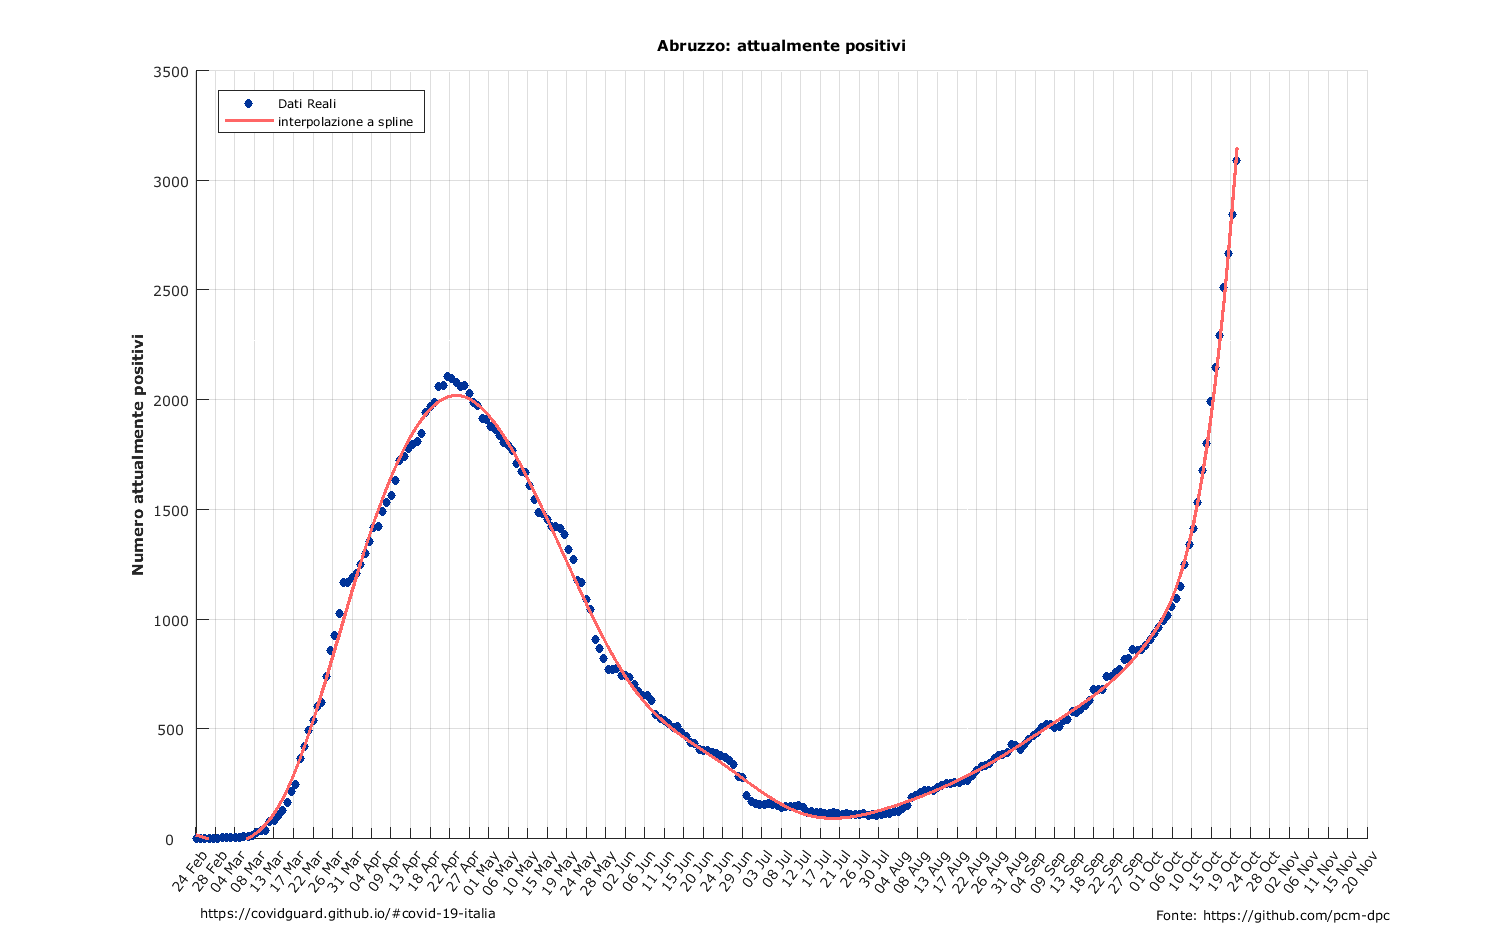 Abruzzo: attualmente positivi
Dati Reali
interpolazione a spline
Numero attualmente positivi
3500
3000
2500
2000
1500
1000
500
0
24 Feb
28 Feb
04 Mar
08 Mar
13 Mar
17 Mar
22 Mar
26 Mar
31 Mar
04 Apr
09 Apr
13 Apr
18 Apr
22 Apr
27 Apr
01 May
06 May
10 May
15 May
19 May
24 May
28 May
02 Jun
06 Jun
11 Jun
15 Jun
20 Jun
24 Jun
29 Jun
03 Jul
08 Jul
12 Jul
17 Jul
21 Jul
26 Jul
30 Jul
04 Aug
08 Aug
13 Aug
17 Aug
22 Aug
26 Aug
31 Aug
04 Sep
09 Sep
13 Sep
18 Sep
22 Sep
27 Sep
01 Oct
06 Oct
10 Oct
15 Oct
19 Oct
24 Oct
28 Oct
02 Nov
06 Nov
11 Nov
15 Nov
20 Nov
https://covidguard.github.io/#covid-19-italia
Fonte: https://github.com/pcm-dpc